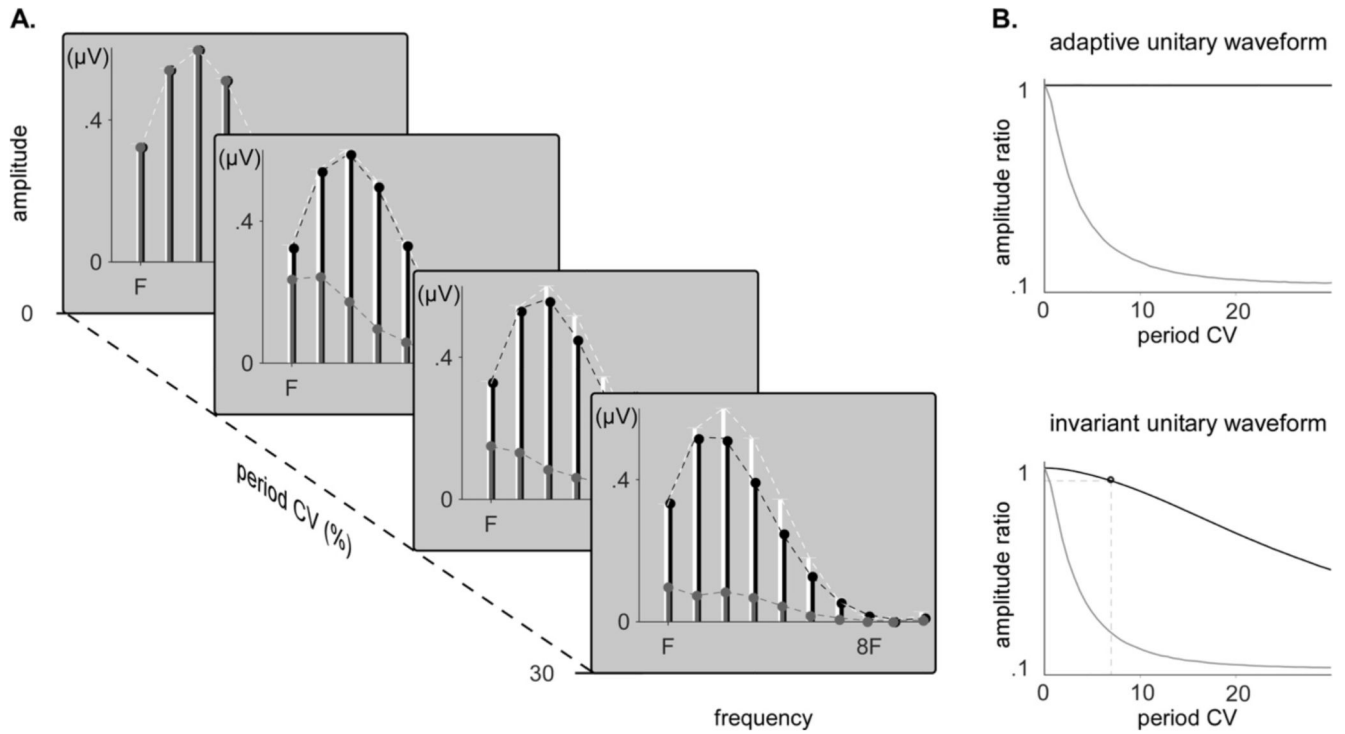 A.
(µV)
.4
0
F
amplitude
0
(µV)
.4
0
F
(µV)
.4
0
F
(µV)
.4
0
F 8F
period CV (%)
30
frequency
B.
adaptive unitary waveform
1
.1
amplitude ratio
0 10 20
period CV
invariant unitary waveform
1
.1
amplitude ratio
0 10 20
period CV